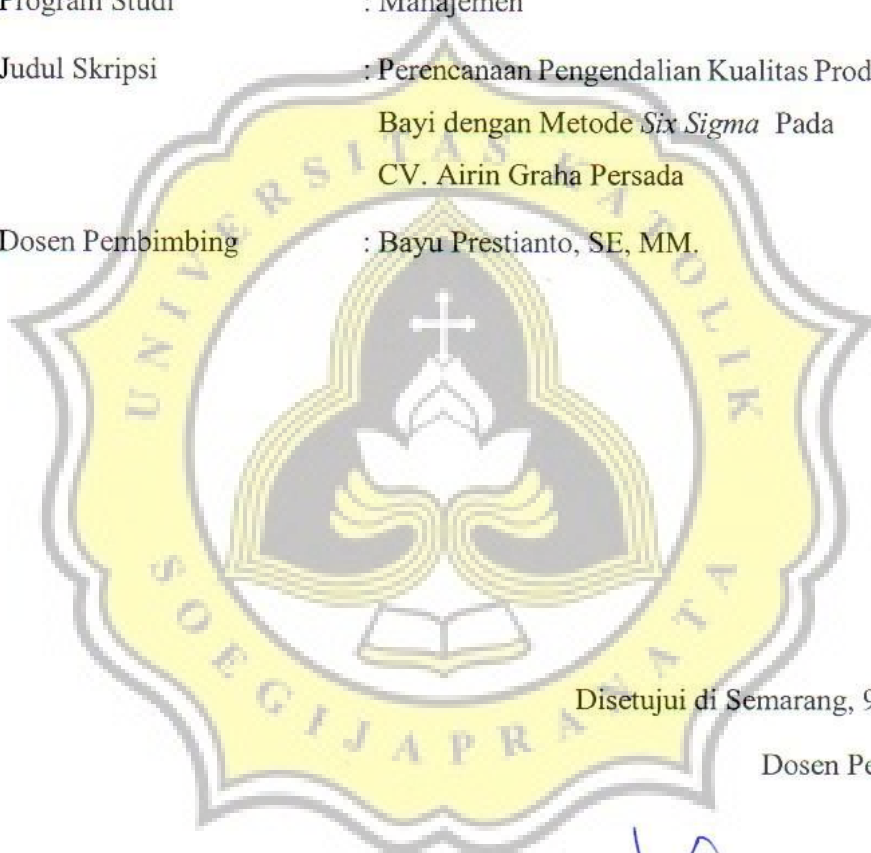 Program Studi : Manajemen
Judul Skripsi : Perencanaan Pengendalian Kualitas Prod
Bayi dengan Metode Six Sigma Pada
CV. Airin Graha Persada
Dosen Pembimbing : Bayu Prestianto, SE, MM.
UNIVERSITAS KATOLIK
SOEGIJAPRANATA
Disetujui di Semarang, 9
Dosen Pe